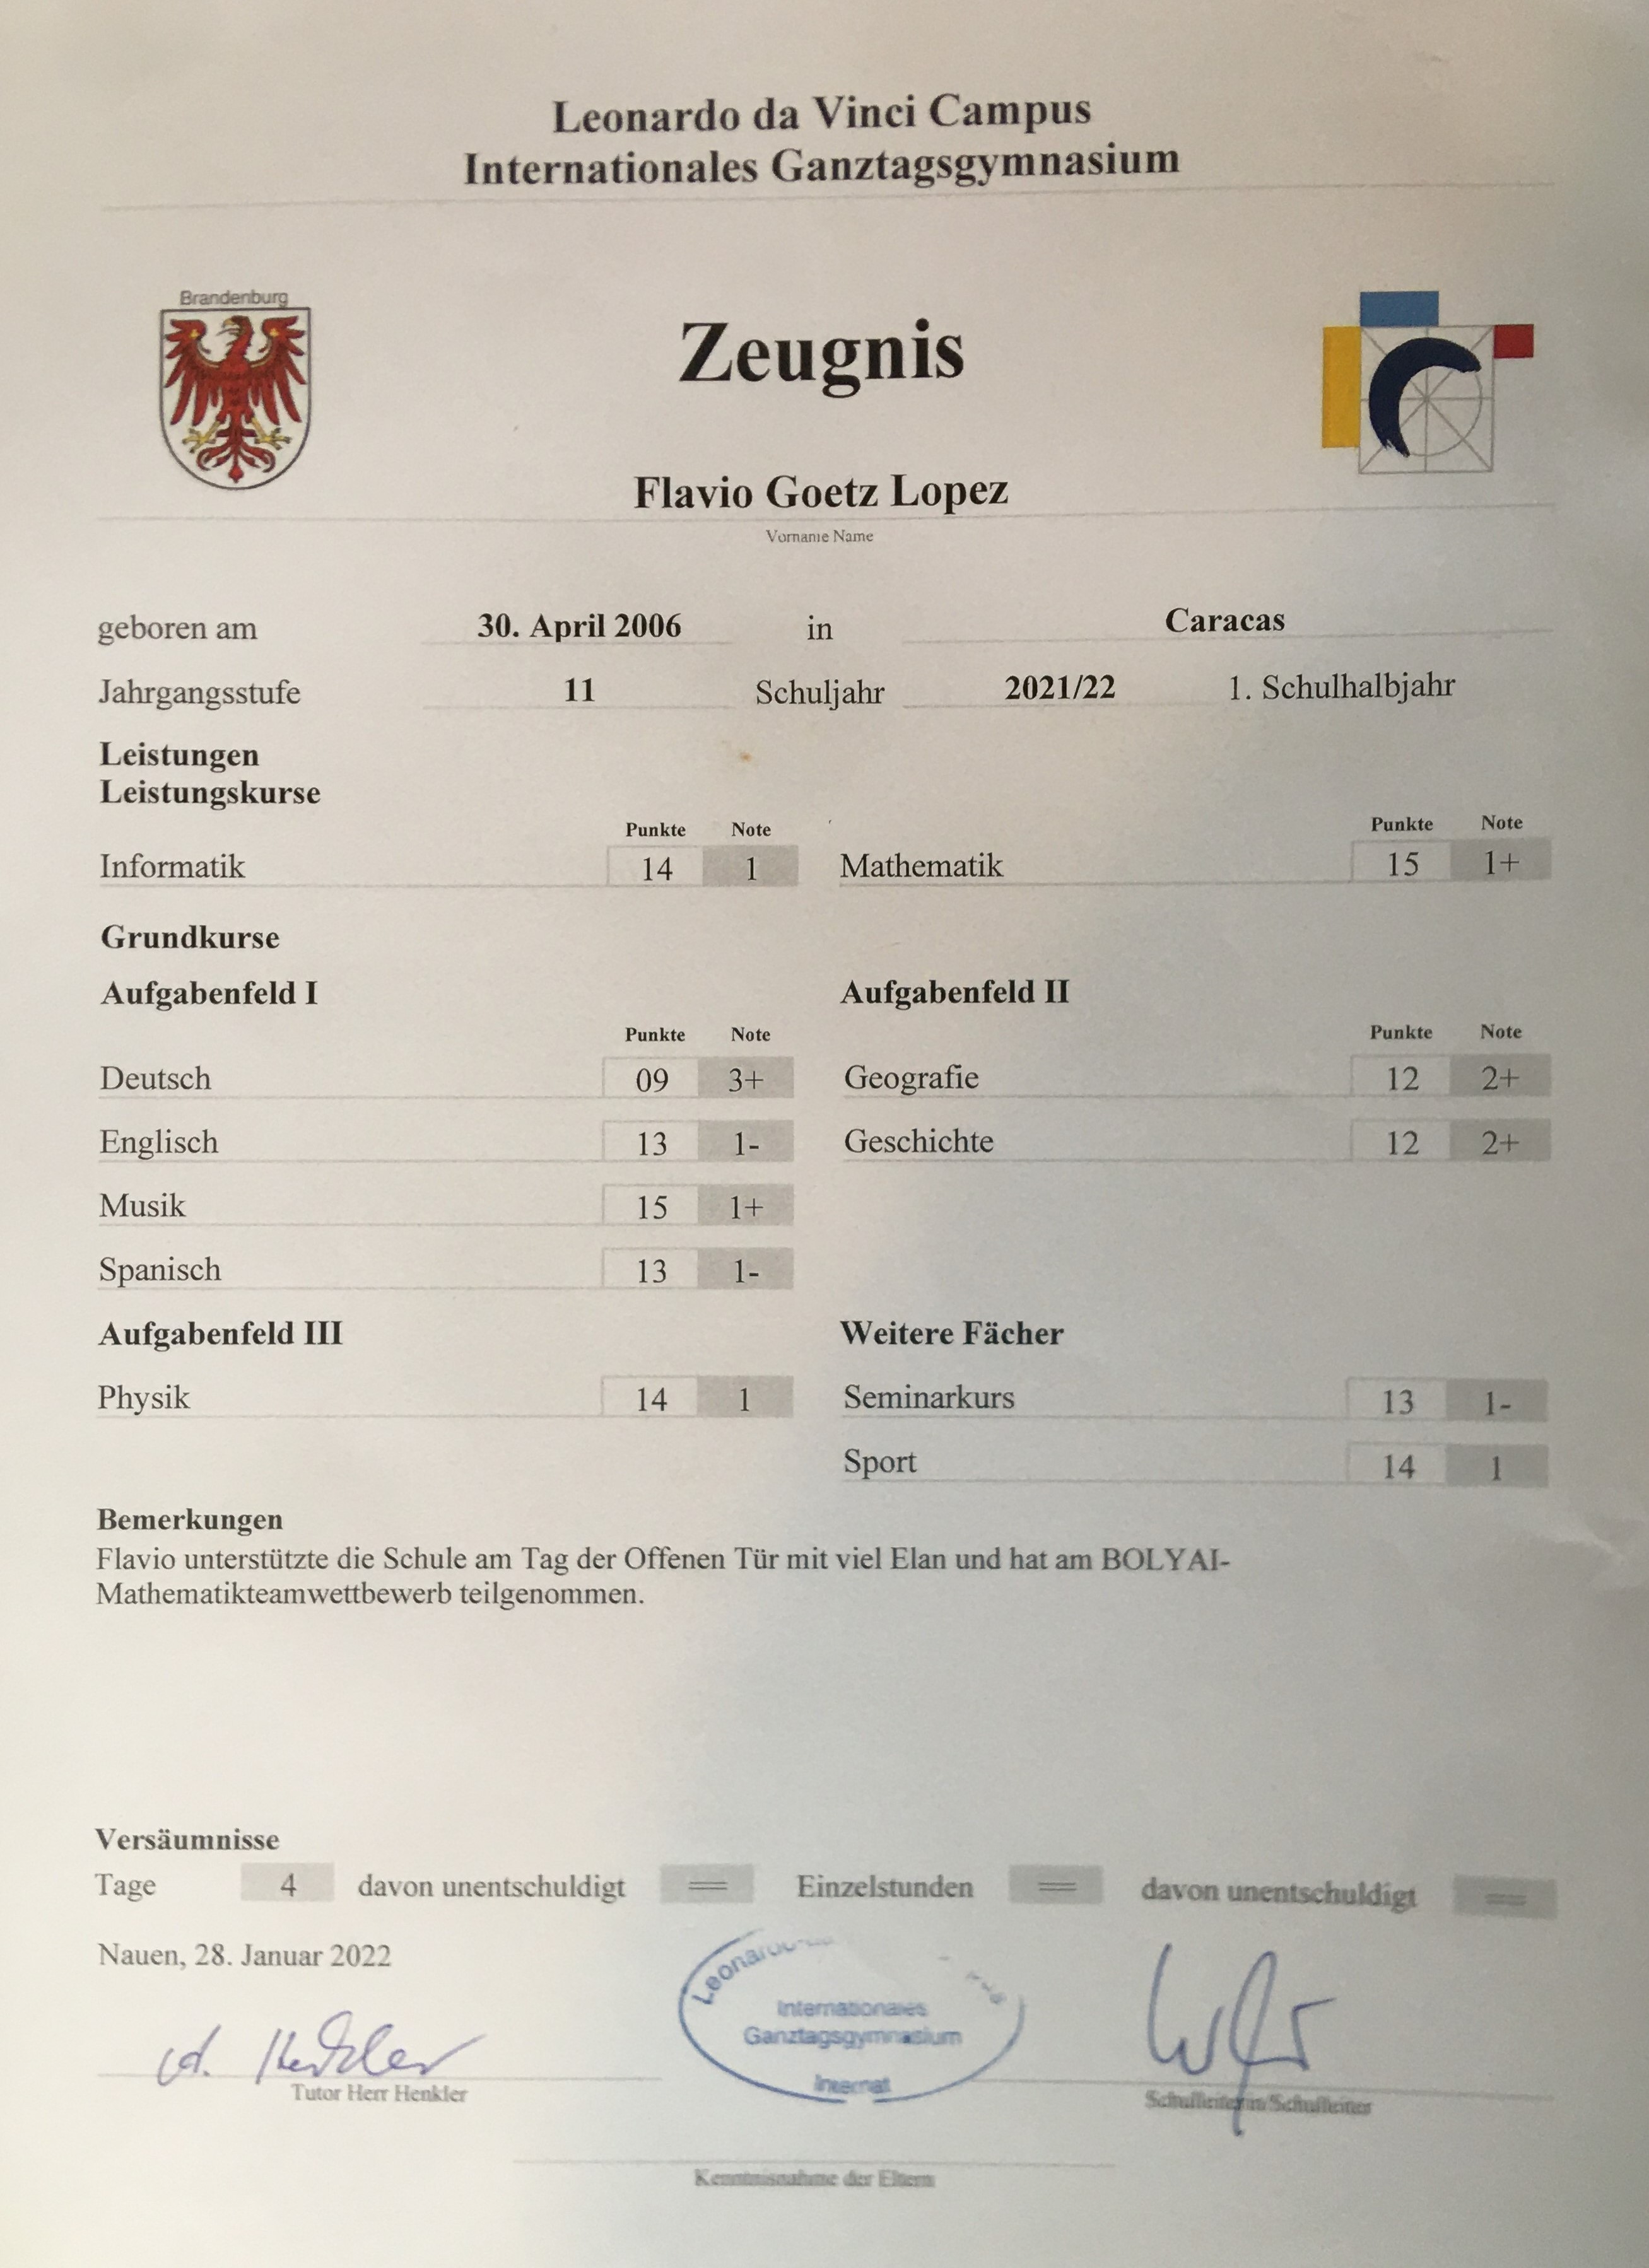 Leonardo da Vinci Campus
Internationales Ganztagsgymnasium
Brandenburg
Zeugnis
Flavio Goetz Lopez
Vorname Name
geboren am 30. April 2006 in Caracas
Jahrgangsstufe 11 Schuljahr 2021/22 1. Schulhalbjahr
Leistungen
Leistungskurse
Punkte Note Punkte Note
Informatik 14 1 Mathematik 15 1+
Grundkurse
Aufgabenfeld I Aufgabenfeld II
Punkte Note Punkte Note
Deutsch 09 3+ Geografie 12 2+
Englisch 13 1- Geschichte 12 2+
Musik 15 1+
Spanisch 13 1-
Aufgabenfeld III Weitere Fächer
Physik 14 1 Seminarkurs 13 1-
Sport 14 1
Bemerkungen
Flavio unterstützte die Schule am Tag der Offenen Tür mit viel Elan und hat am BOLYAI-
Mathematikteamwettbewerb teilgenommen.
Versäumnisse
Tage 4 davon unentschuldigt == Einzelstunden == davon unentschuldigt ==
Nauen, 28. Januar 2022
Internationales
Ganztagsgymnasium
Internat
Tutor Herr Henkler
Schulleiterin/Schulleiter
Kenntnisnahme der Eltern